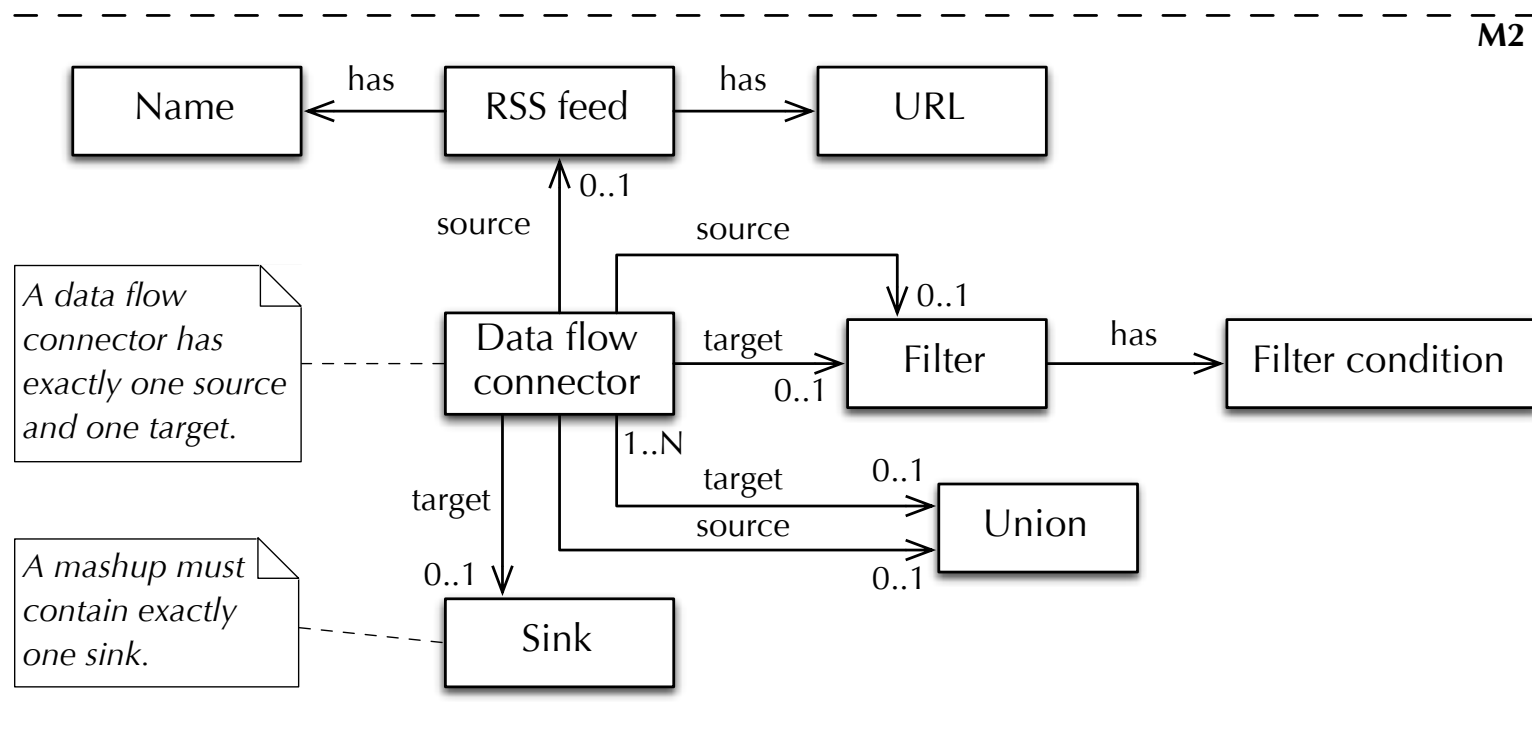 M2
has
has
Name
RSS feed
URL
0..1
source
source
A data flow
connector has
exactly one source
and one target.
0..1
Data flow
connector
target
0..1
Filter
has
Filter condition
1..N
target
0..1
target
source
0..1
Union
A mashup must
contain exactly
one sink.
0..1
Sink